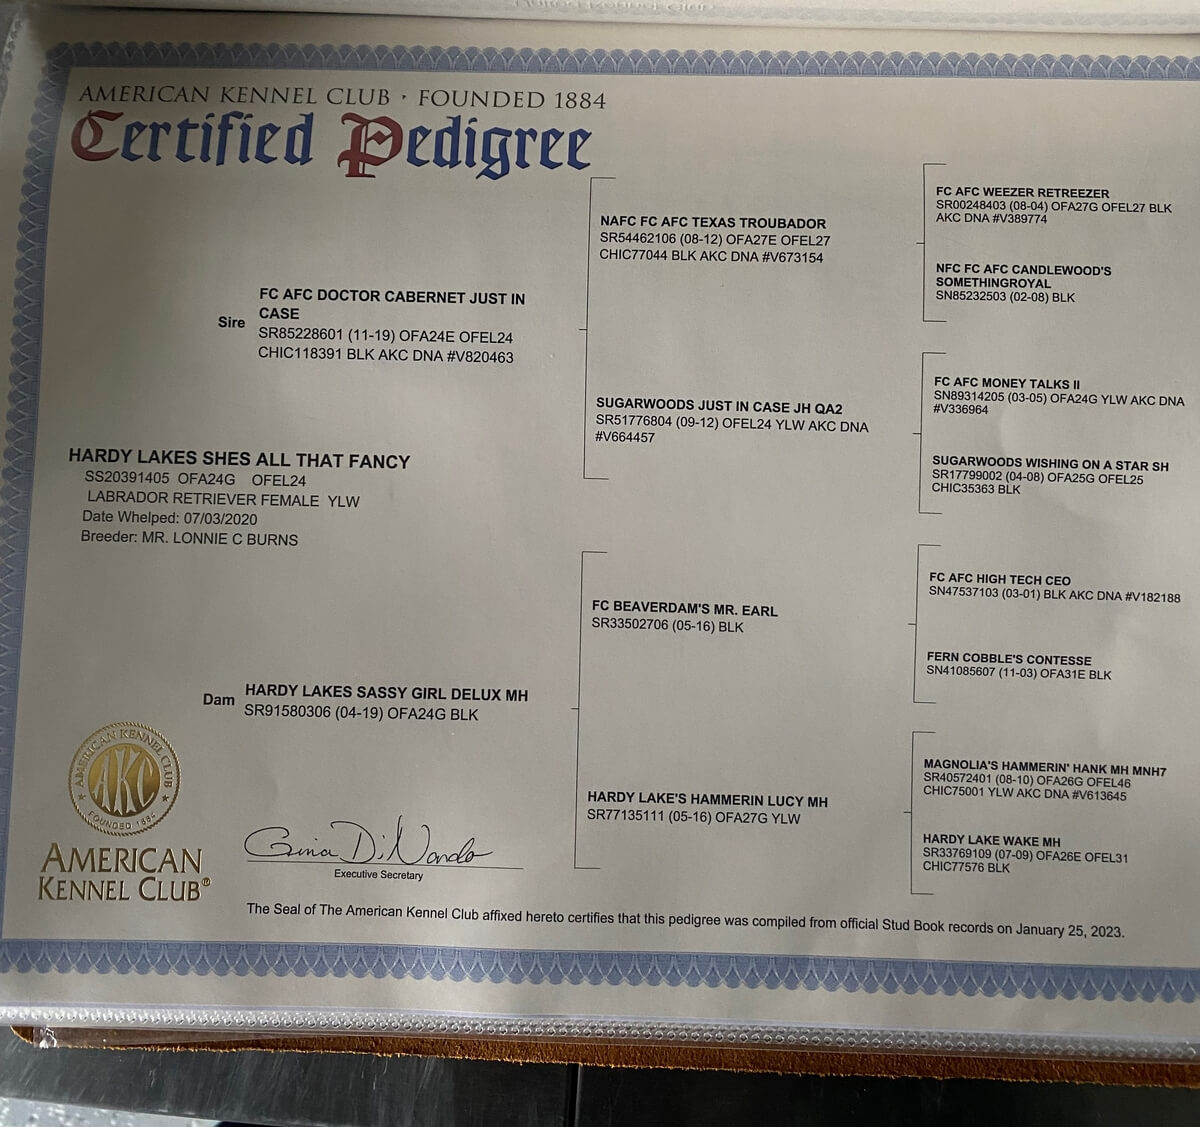 AMERICAN KENNEL CLUB · FOUNDED 1884
Certified Pedigree
FC AFC DOCTOR CABERNET JUST IN
CASE
Sire
SR85228601 (11-19) OFA24E OFEL24
CHIC118391 BLK AKC DNA #V820463
HARDY LAKES SHES ALL THAT FANCY
SS20391405 OFA24G OFEL24
LABRADOR RETRIEVER FEMALE YLW
Date Whelped: 07/03/2020
Breeder: MR. LONNIE C BURNS
Dam
HARDY LAKES SASSY GIRL DELUX MH
SR91580306 (04-19) OFA24G BLK
NAFC FC AFC TEXAS TROUBADOR
SR54462106 (08-12) OFA27E OFEL27
CHIC77044 BLK AKC DNA #V673154
SUGARWOODS JUST IN CASE JH QA2
SR51776804 (09-12) OFEL24 YLW AKC DNA
#V664457
FC BEAVERDAM'S MR. EARL
SR33502706 (05-16) BLK
HARDY LAKE'S HAMMERIN LUCY MH
SR77135111 (05-16) OFA27G YLW
FC AFC WEEZER RETREEZER
SR00248403 (08-04) OFA27G OFEL27 BLK
AKC DNA #V389774
NFC FC AFC CANDLEWOOD'S
SOMETHINGROYAL
SN85232503 (02-08) BLK
FC AFC MONEY TALKS II
SN89314205 (03-05) OFA24G YLW AKC DNA
#V336964
SUGARWOODS WISHING ON A STAR SH
SR17799002 (04-08) OFA25G OFEL25
CHIC35363 BLK
FC AFC HIGH TECH CEO
SN47537103 (03-01) BLK AKC DNA #V182188
FERN COBBLE'S CONTESSE
SN41085607 (11-03) OFA31E BLK
MAGNOLIA'S HAMMERIN' HANK MH MNH7
SR40572401 (08-10) OFA26G OFEL46
CHIC75001 YLW AKC DNA #V613645
HARDY LAKE WAKE MH
SR33769109 (07-09) OFA26E OFEL31
CHIC77576 BLK
AMERICAN KENNEL CLUB
AKC
FOUNDED 1884
AMERICAN
KENNEL CLUB®
Gina DiNardo
Executive Secretary
The Seal of The American Kennel Club affixed hereto certifies that this pedigree was compiled from official Stud Book records on January 25, 2023.